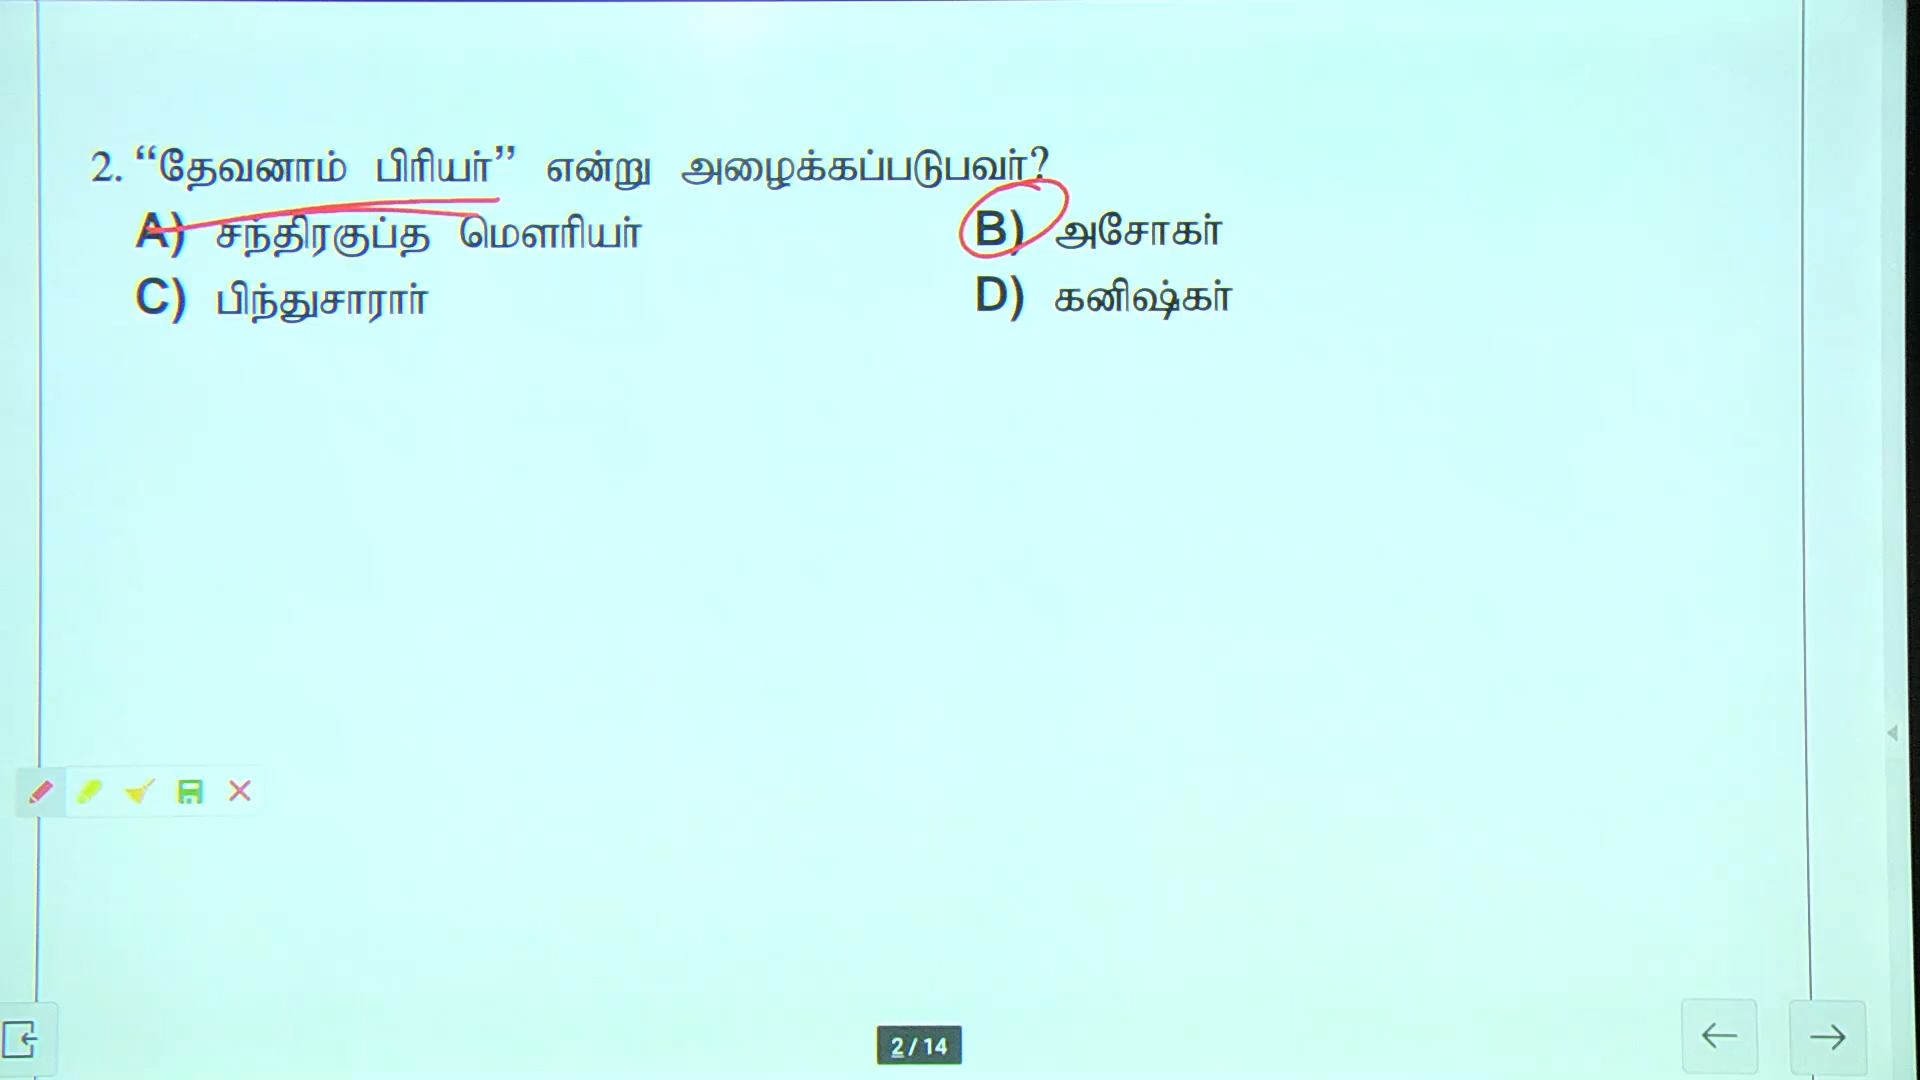 2. “தேவனாம் பிரியர்” என்று அழைக்கப்படுபவர்?
A) சந்திரகுப்த மௌரியர் B) அசோகர்
C) பிந்துசாரார் D) கனிஷ்கர்
2 / 14